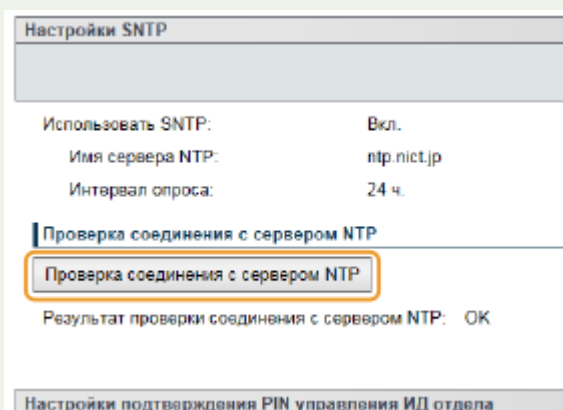 Настройки SNTP
Использовать SNTP: Вкл.
Имя сервера NTP: ntp.nict.jp
Интервал опроса: 24 ч.
Проверка соединения с сервером NTP
Проверка соединения с сервером NTP
Результат проверки соединения с сервером NTP: OK
Настройки подтверждения PIN управления ИД отдела